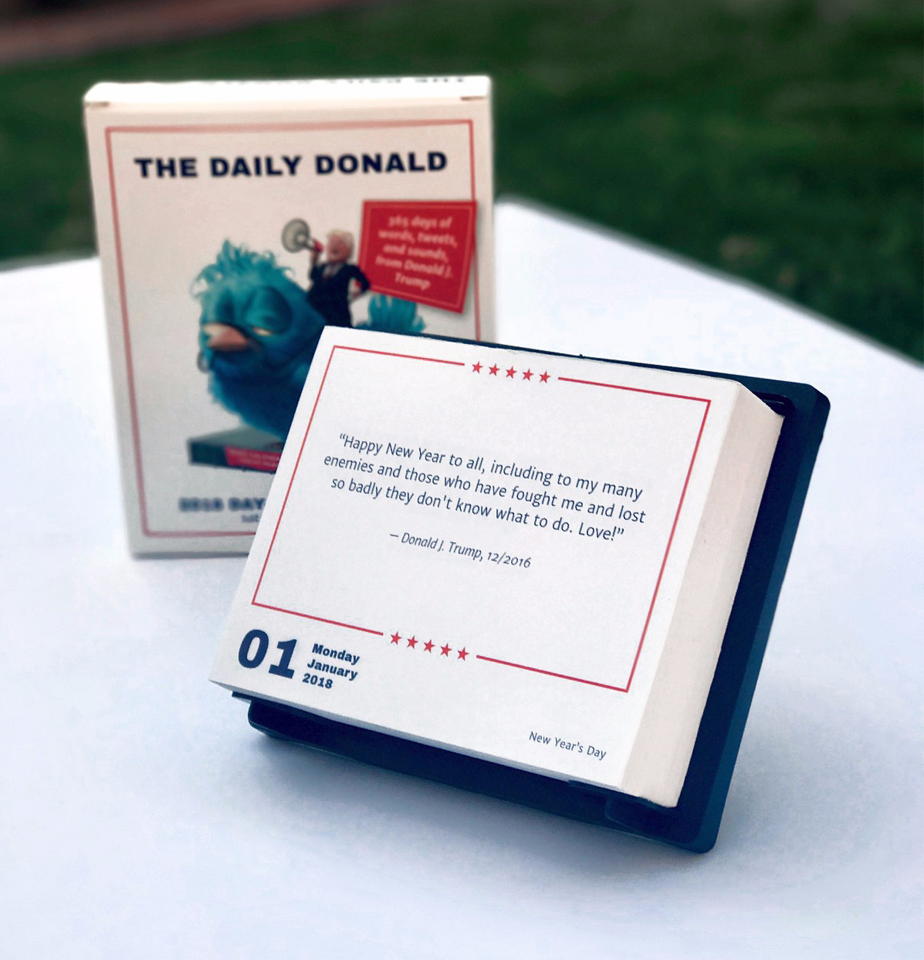 THE DAILY DONALD
365 days of
words, tweets,
and sounds,
from Donald J.
Trump
2018 DAY
“Happy New Year to all, including to my many
enemies and those who have fought me and lost
so badly they don't know what to do. Love!”
— Donald J. Trump, 12/2016
01
Monday
January
2018
New Year's Day